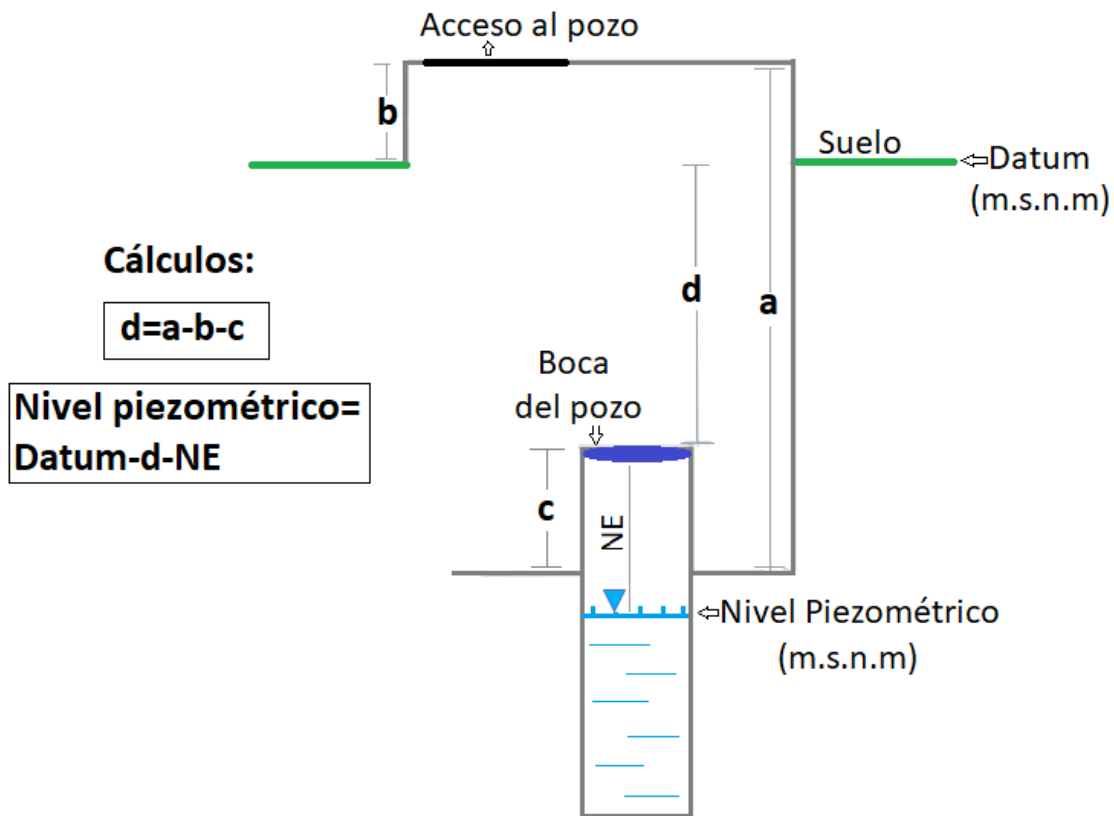 Acceso al pozo
b
Suelo
Datum
(m.s.n.m)
Cálculos:
d=a-b-c
d
a
Nivel piezométrico=
Datum-d-NE
Boca
del pozo
c
NE
Nivel Piezométrico
(m.s.n.m)